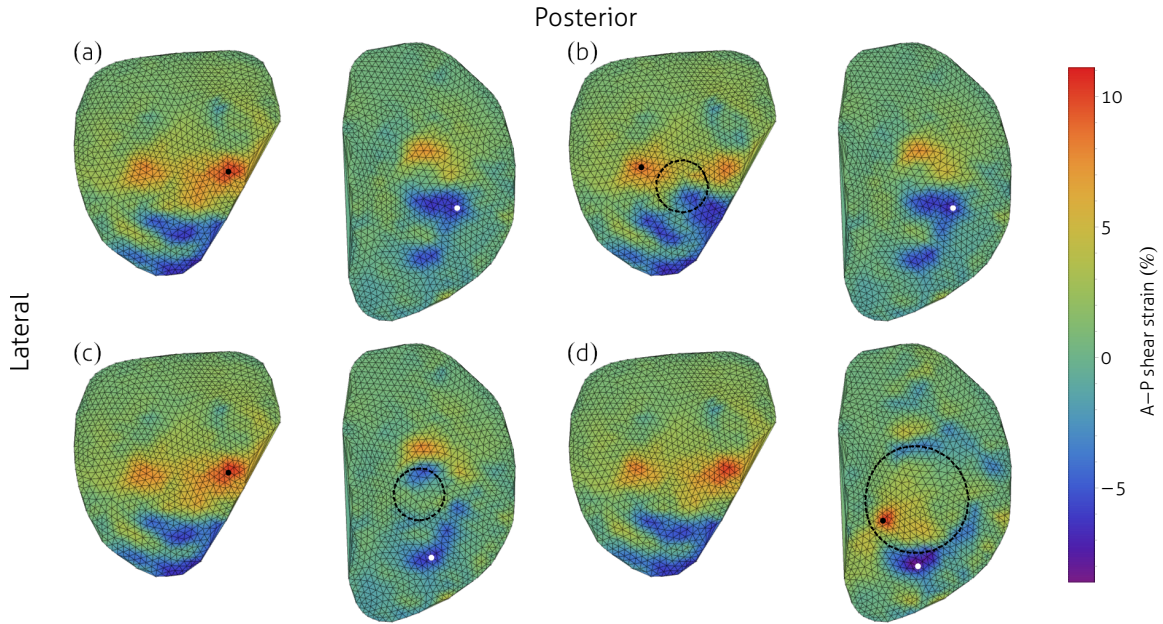 Posterior
(a)
(b)
10
5
Lateral
A–P shear strain (%)
(c)
(d)
0
−5